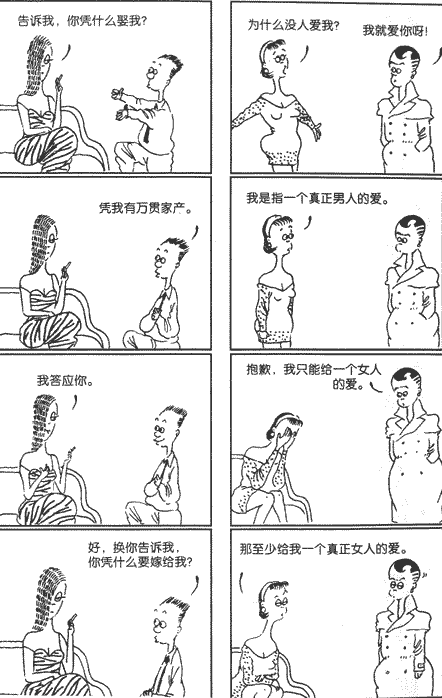 告诉我，你凭什么娶我？
凭我有万贯家产。
我答应你。
好，换你告诉我，
你凭什么要嫁给我？
为什么没人爱我？
我就爱你呀！
我是指一个真正男人的爱。
抱歉，我只能给一个女人
的爱。
那至少给我一个真正女人的爱。